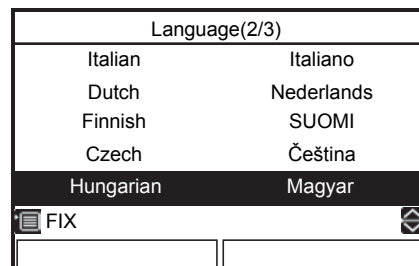 Language(2/3)
Italian Italiano
Dutch Nederlands
Finnish SUOMI
Czech Čeština
Hungarian Magyar
FIX